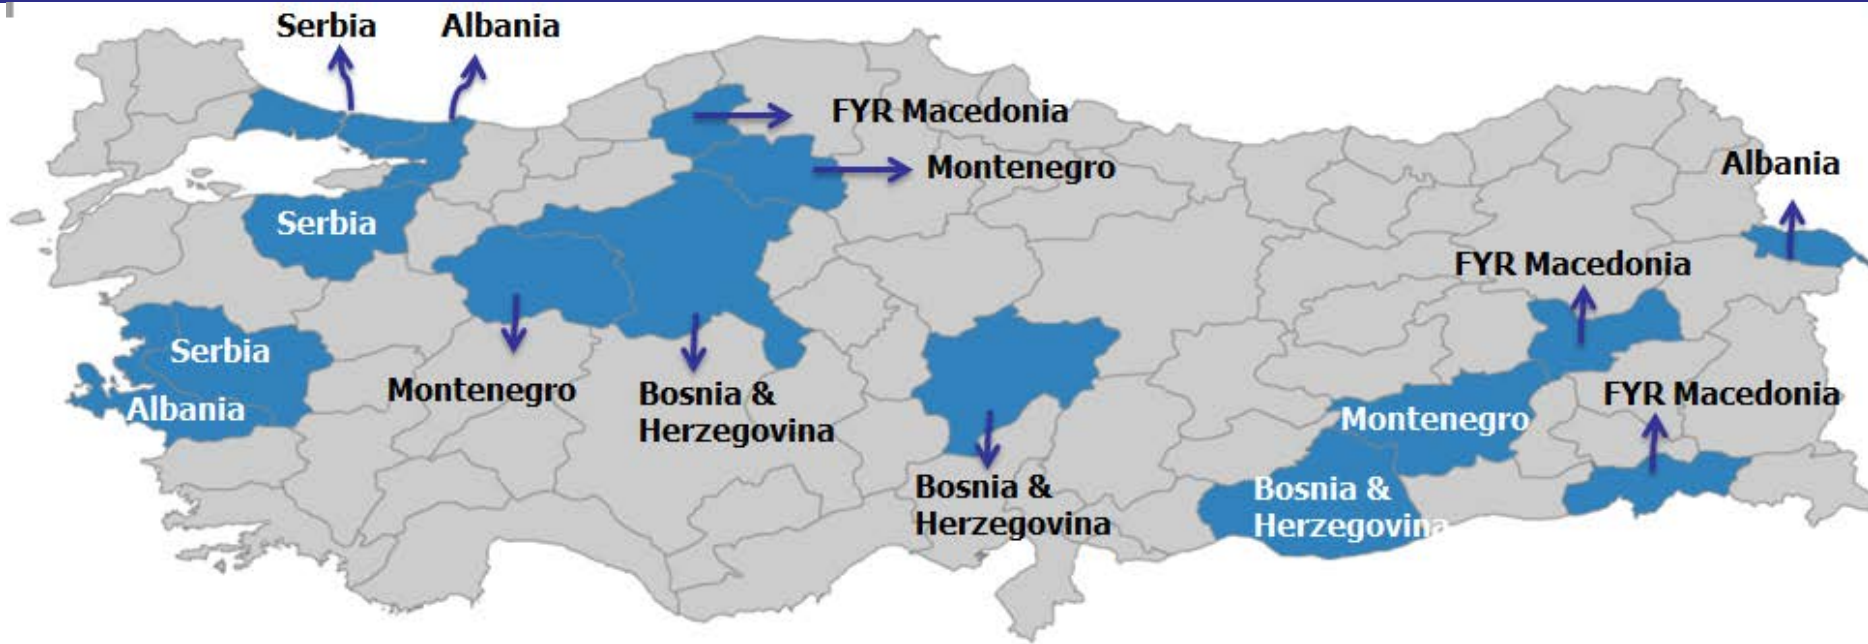 Serbia
Albania
FYR Macedonia
Montenegro
Albania
Serbia
FYR Macedonia
Serbia
Montenegro
Bosnia &
Herzegovina
FYR Macedonia
Albania
Montenegro
Bosnia &
Herzegovina
Bosnia &
Herzegovina